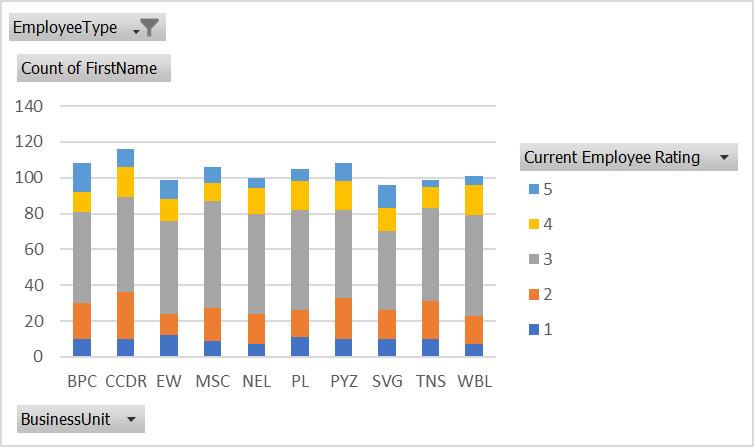 EmployeeType
Count of FirstName
140
120
100
80
60
40
20
0
BPC CCDR EW MSC NEL PL PYZ SVG TNS WBL
Current Employee Rating
5
4
3
2
1
BusinessUnit